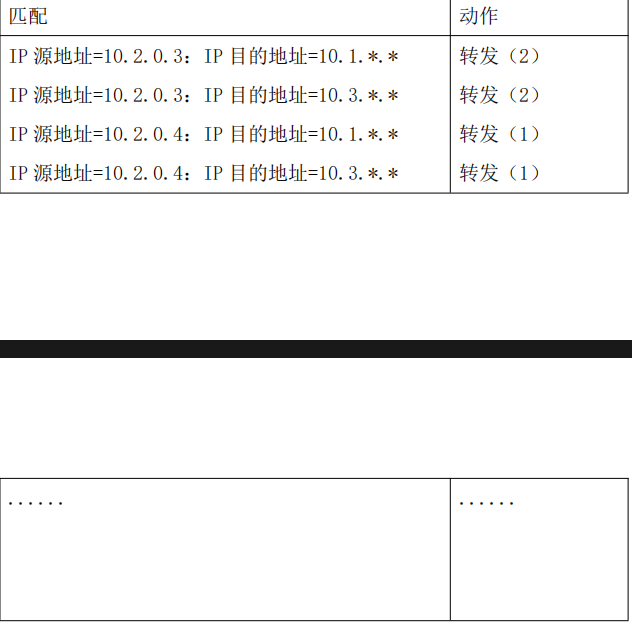 匹配 动作
IP 源地址=10.2.0.3：IP 目的地址=10.1.*.* 转发（2）
IP 源地址=10.2.0.3：IP 目的地址=10.3.*.* 转发（2）
IP 源地址=10.2.0.4：IP 目的地址=10.1.*.* 转发（1）
IP 源地址=10.2.0.4：IP 目的地址=10.3.*.* 转发（1）
...... ......